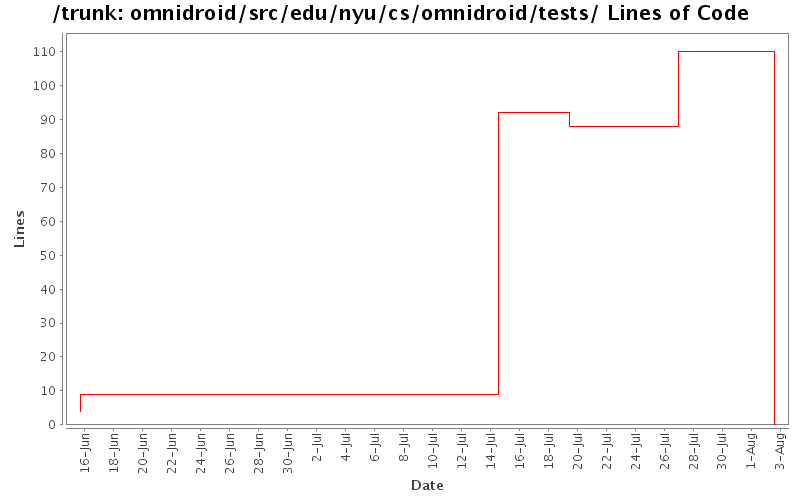 /trunk: omnidroid/src/edu/nyu/cs/omnidroid/tests/ Lines of Code
Lines
110
100
90
80
70
60
50
40
30
20
10
0
16-Jun
18-Jun
20-Jun
22-Jun
24-Jun
26-Jun
28-Jun
30-Jun
2-Jul
4-Jul
6-Jul
8-Jul
10-Jul
12-Jul
14-Jul
16-Jul
18-Jul
20-Jul
22-Jul
24-Jul
26-Jul
28-Jul
30-Jul
1-Aug
3-Aug
Date